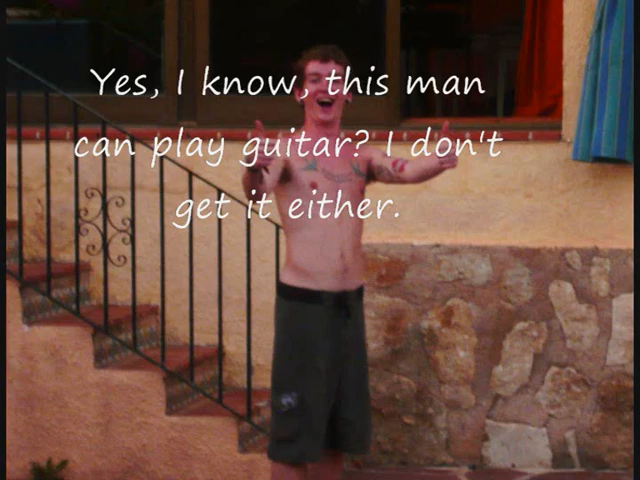 Yes, I know, this man
can play guitar? I don't
get it either.